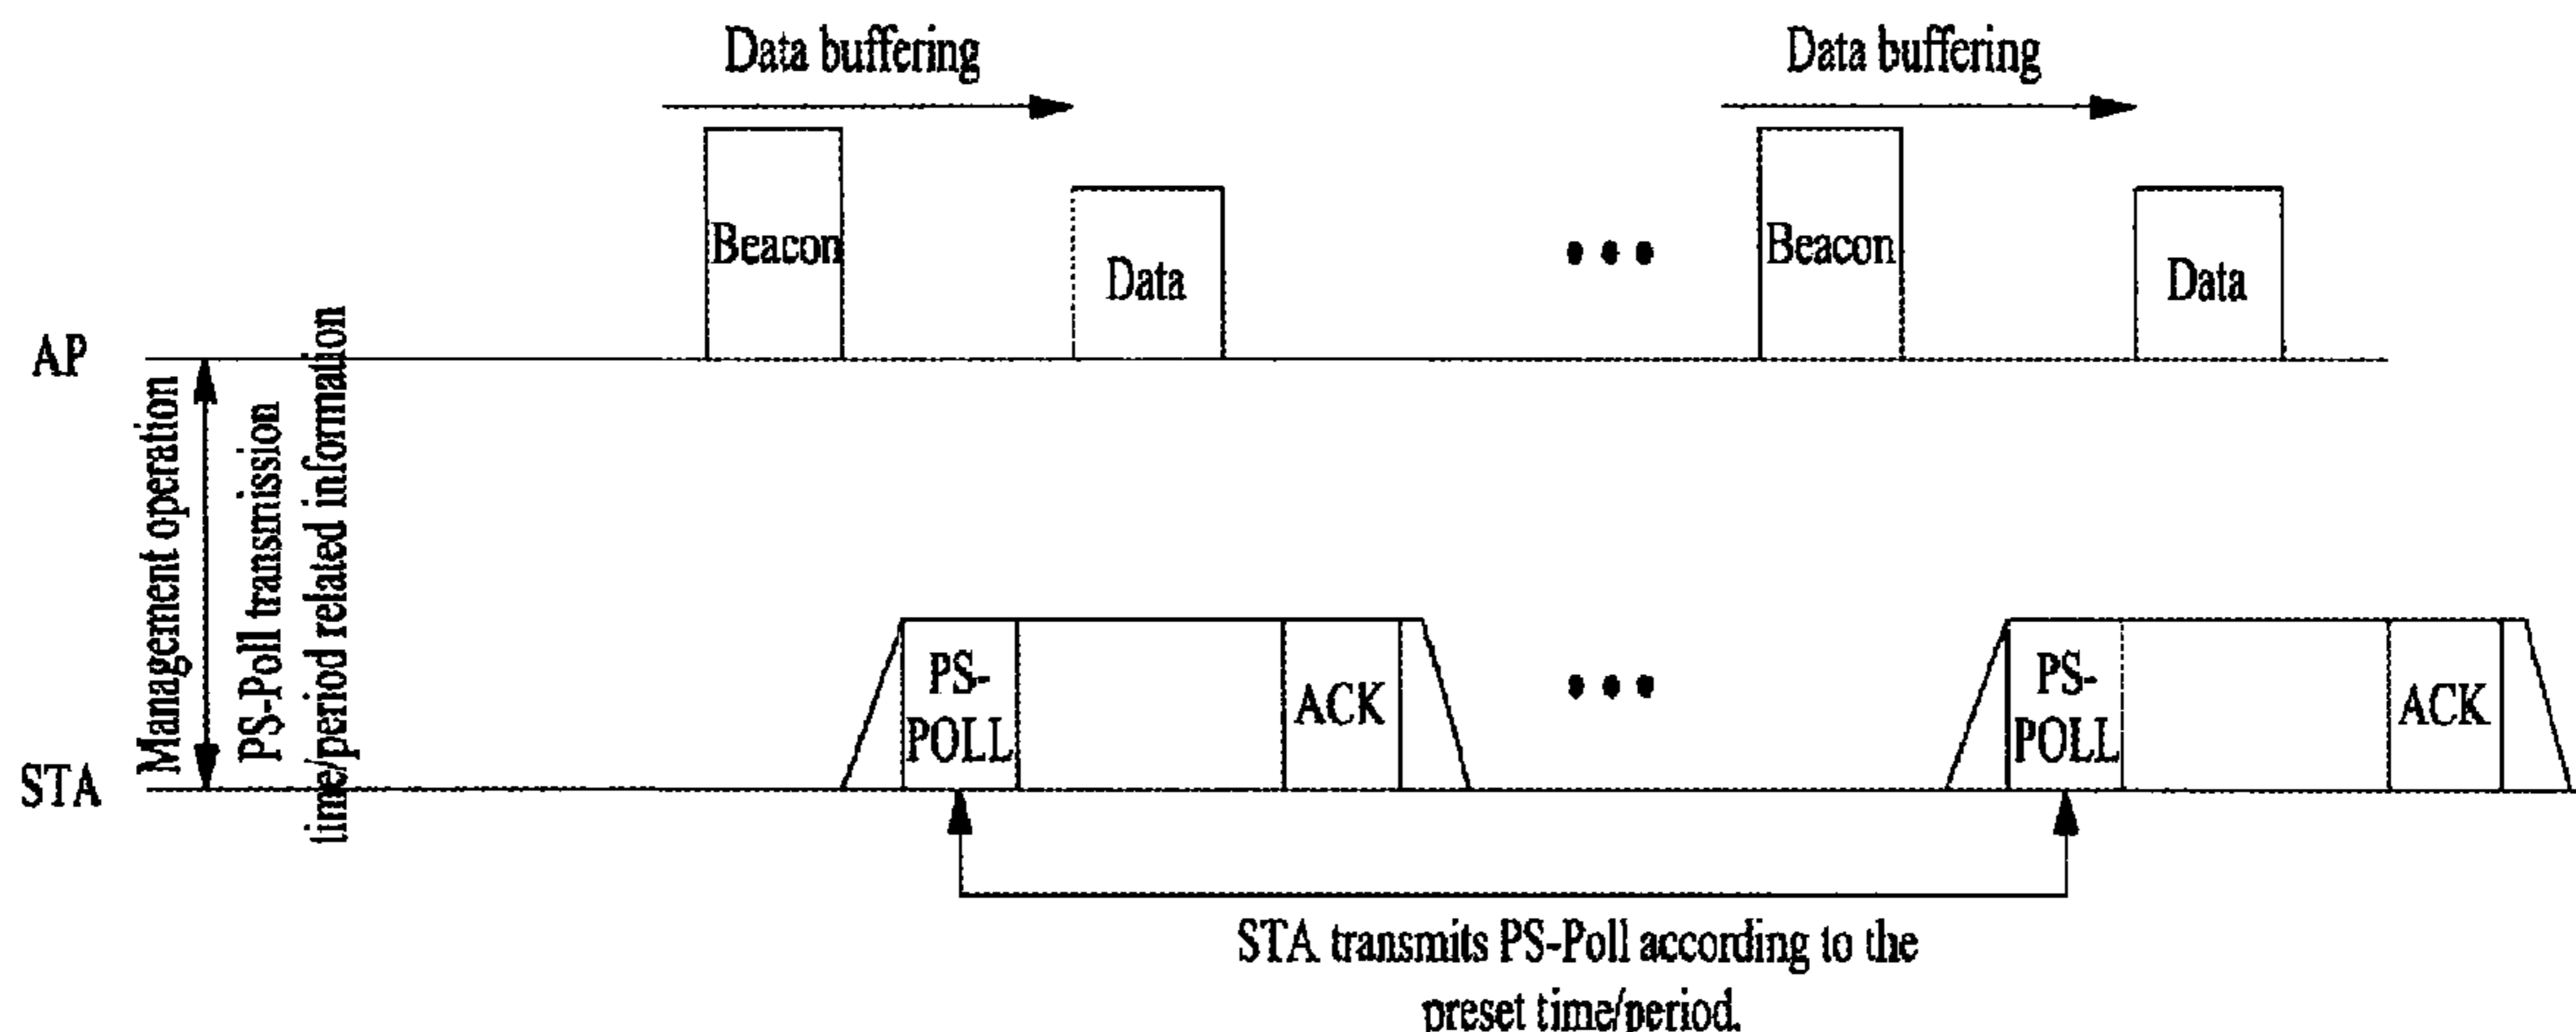 Data buffering
Data buffering
Beacon
Data
Beacon
Data
AP
Management operation
PS-Poll transmission
time/period related information
PS-
POLL
ACK
PS-
POLL
ACK
STA
STA transmits PS-Poll according to the
preset time/period.